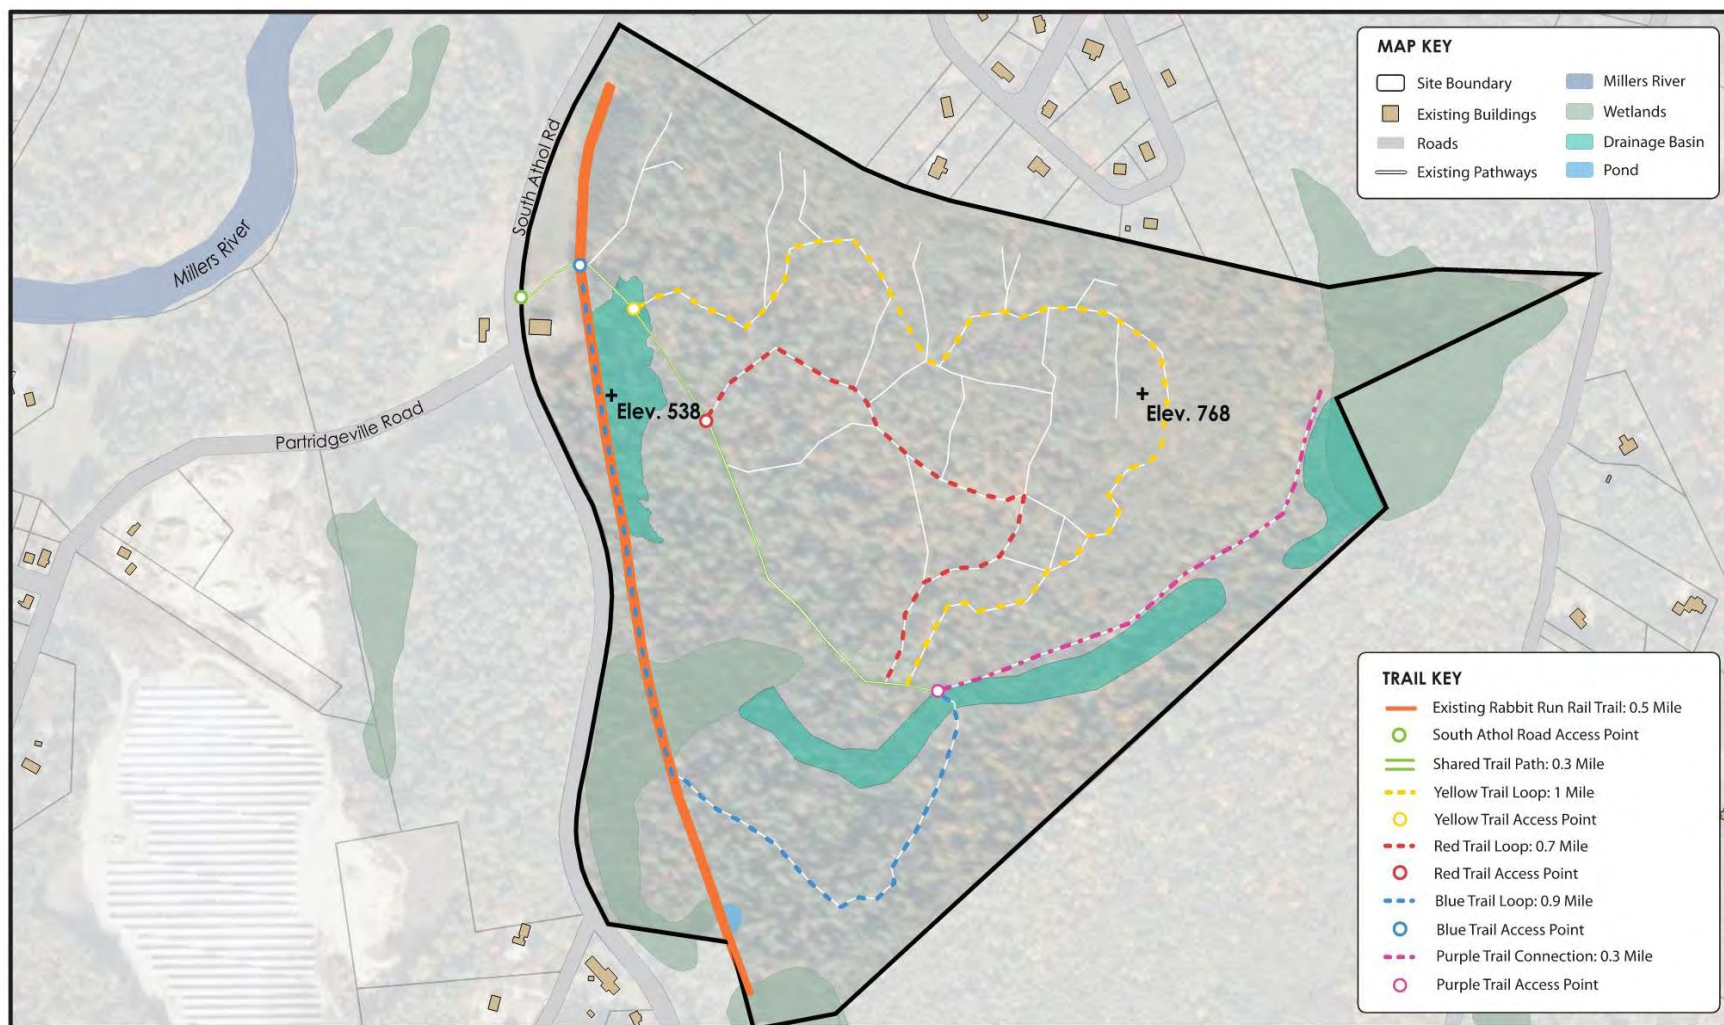 MAP KEY
Site Boundary
Existing Buildings
Roads
Existing Pathways
Millers River
Wetlands
Drainage Basin
Pond
South Athol Rd
Millers River
Elev. 538
Elev. 768
Partridgeville Road
TRAIL KEY
Existing Rabbit Run Rail Trail: 0.5 Mile
South Athol Road Access Point
Shared Trail Path: 0.3 Mile
Yellow Trail Loop: 1 Mile
Yellow Trail Access Point
Red Trail Loop: 0.7 Mile
Red Trail Access Point
Blue Trail Loop: 0.9 Mile
Blue Trail Access Point
Purple Trail Connection: 0.3 Mile
Purple Trail Access Point